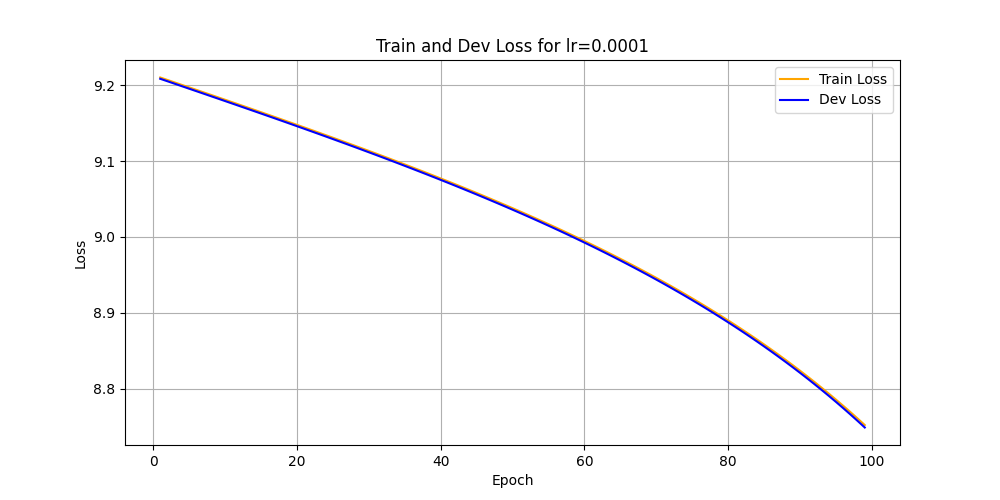 Train and Dev Loss for lr=0.0001
Train Loss
Dev Loss
9.2
9.1
9.0
8.9
8.8
Loss
0 20 40 60 80 100
Epoch